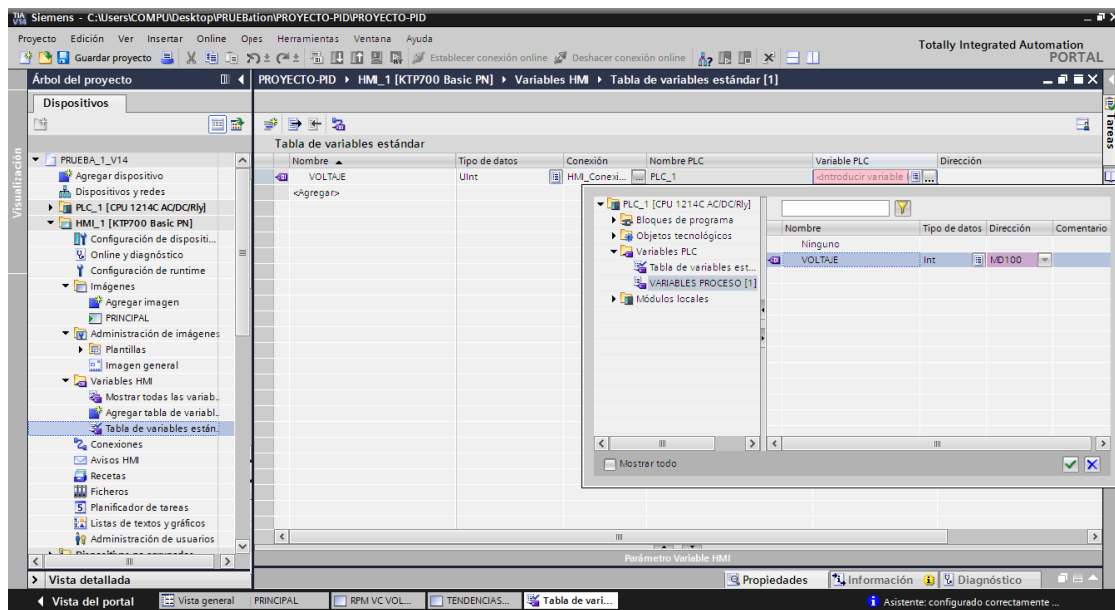 Siemens - C:\Users\COMPU\Desktop\PRUEBation\PROYECTO-PID\PROYECTO-PID
Proyecto Edición Ver Insertar Online Opes Herramientas Ventana Ayuda
Totally Integrated Automation
PORTAL
Guardar proyecto
Establecer conexión online
Deshacer conexión online
Árbol del proyecto
PROYECTO-PID HMI_1 [KTP700 Basic PN] Variables HMI Tabla de variables estándar [1]
Dispositivos
Visualización
Tareas
Tabla de variables estándar
Nombre Tipo de datos Conexión Nombre PLC Variable PLC Dirección
VOLTAJE UInt HMI_Conexi... PLC_1 <Introducir variable
<Agregar>
PRUEBA_1_V14
Agregar dispositivo
Dispositivos y redes
PLC_1 [CPU 1214C AC/DC/Rly]
HMI_1 [KTP700 Basic PN]
Configuración de dispositi...
Online y diagnóstico
Configuración de runtime
Imágenes
Agregar imagen
PRINCIPAL
Administración de imágenes
Plantillas
Imagen general
Variables HMI
Mostrar todas las variab..
Agregar tabla de variabl..
Tabla de variables están.
Conexiones
Avisos HMI
Recetas
Ficheros
Planificador de tareas
Listas de textos y gráficos
Administración de usuarios
PLC_1 [CPU 1214C AC/DC/Rly]
Bloques de programa
Objetos tecnológicos
Variables PLC
Tabla de variables est...
VARIABLES PROCESO [1]
Módulos locales
Nombre Tipo de datos Dirección Comentario
Ninguno
VOLTAJE Int MD100
Mostrar todo
Parámetro Variable HMI
Vista detallada
Propiedades Información Diagnóstico
Vista del portal Vista general PRINCIPAL RPM VC VOL... TENDENCIAS... Tabla de vari...
Asistente: configurado correctamente ...